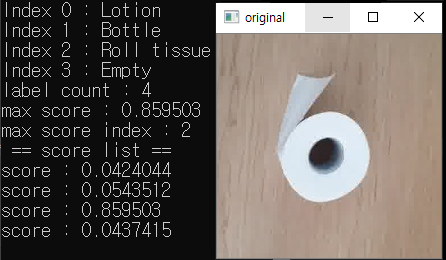 Index 0 : Lotion
Index 1 : Bottle
Index 2 : Roll tissue
Index 3 : Empty
label count : 4
max score : 0.859503
max score index : 2
== score list ==
score : 0.0424044
score : 0.0543512
score : 0.859503
score : 0.0437415
original